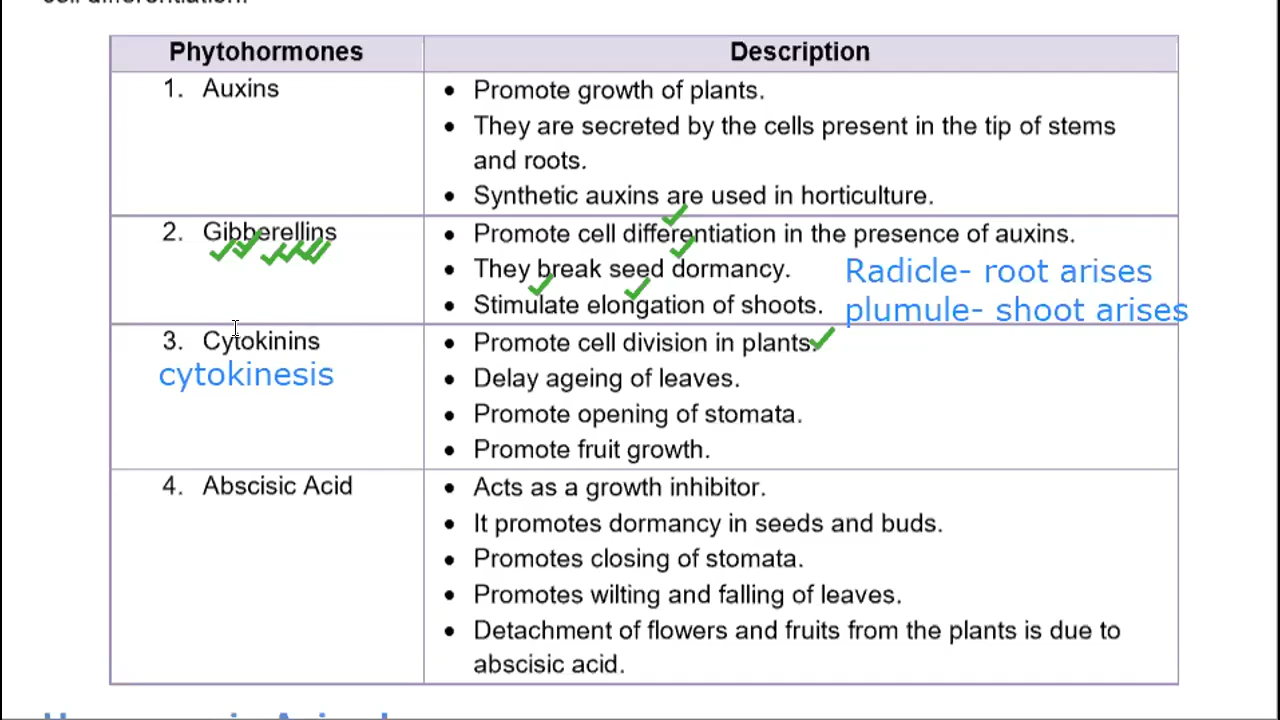 cell differentiation.
Phytohormones Description
1. Auxins
• Promote growth of plants.
• They are secreted by the cells present in the tip of stems
and roots.
• Synthetic auxins are used in horticulture.
2. Gibberellins
• Promote cell differentiation in the presence of auxins.
• They break seed dormancy.
• Stimulate elongation of shoots.
Radicle- root arises
plumule- shoot arises
3. Cytokinins
cytokinesis
• Promote cell division in plants.
• Delay ageing of leaves.
• Promote opening of stomata.
• Promote fruit growth.
4. Abscisic Acid
• Acts as a growth inhibitor.
• It promotes dormancy in seeds and buds.
• Promotes closing of stomata.
• Promotes wilting and falling of leaves.
• Detachment of flowers and fruits from the plants is due to
abscisic acid.